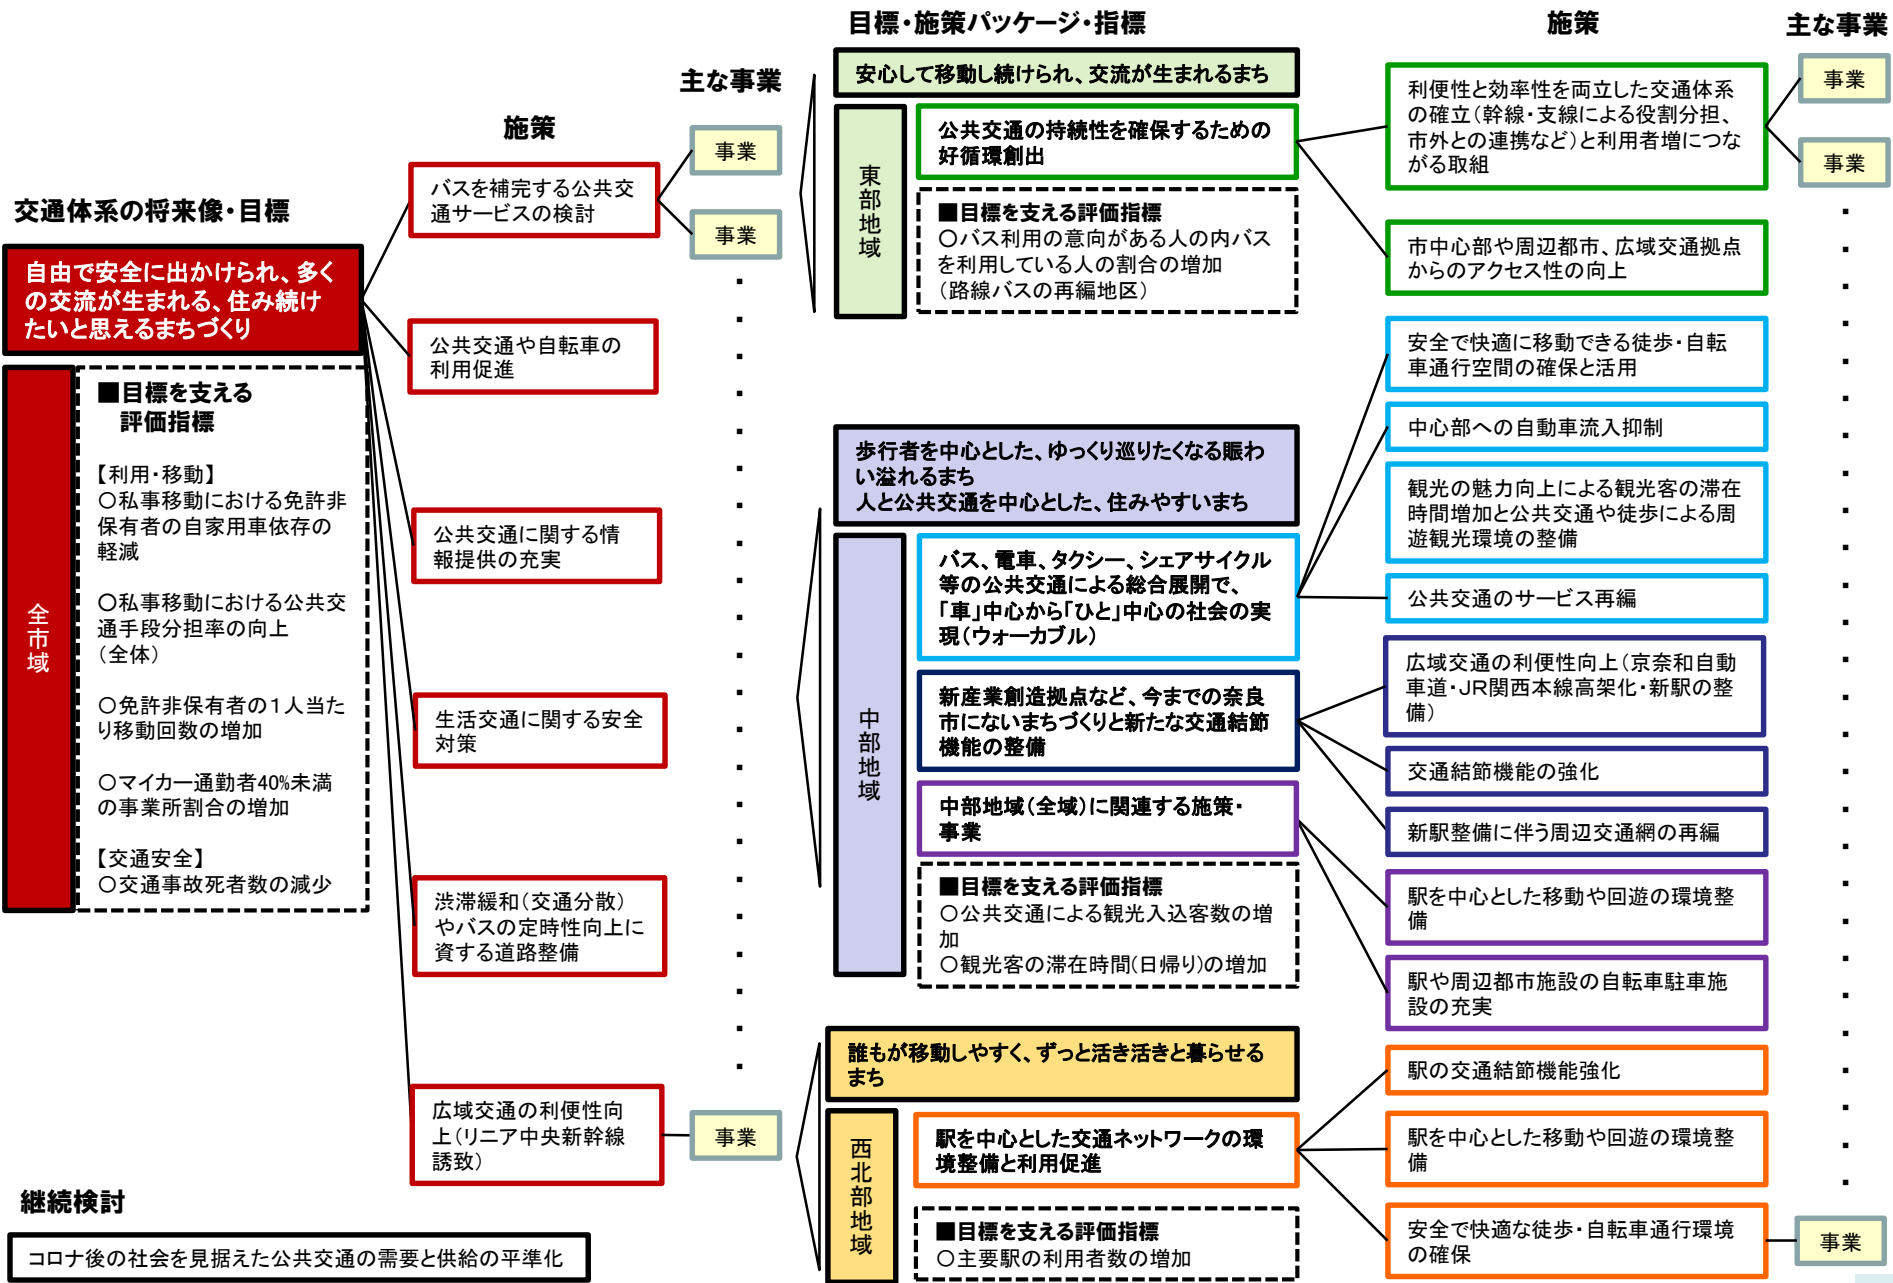 交通体系の将来像・目標
自由で安全に出かけられ、多く
の交流が生まれる、住み続け
たいと思えるまちづくり
全市域
■目標を支える
評価指標
【利用・移動】
○私事移動における免許非
保有者の自家用車依存の
軽減
○私事移動における公共交
通手段分担率の向上
(全体)
○免許非保有者の1人当た
り移動回数の増加
○マイカー通勤者40%未満
の事業所割合の増加
【交通安全】
○交通事故死者数の減少
継続検討
コロナ後の社会を見据えた公共交通の需要と供給の平準化
施策
バスを補完する公共交
通サービスの検討
公共交通や自転車の
利用促進
公共交通に関する情
報提供の充実
生活交通に関する安全
対策
渋滞緩和(交通分散)
やバスの定時性向上に
資する道路整備
広域交通の利便性向
上(リニア中央新幹線
誘致)
主な事業
事業
事業
事業
目標・施策パッケージ・指標
安心して移動し続けられ、交流が生まれるまち
東部地域
公共交通の持続性を確保するための
好循環創出
■目標を支える評価指標
○バス利用の意向がある人の内バス
を利用している人の割合の増加
(路線バスの再編地区)
歩行者を中心とした、ゆっくり巡りたくなる賑わ
い溢れるまち
人と公共交通を中心とした、住みやすいまち
中部地域
バス、電車、タクシー、シェアサイクル
等の公共交通による総合展開で、
「車」中心から「ひと」中心の社会の実
現(ウォーカブル)
新産業創造拠点など、今までの奈良
市にないまちづくりと新たな交通結節
機能の整備
中部地域(全域)に関連する施策・
事業
■目標を支える評価指標
○公共交通による観光入込客数の増
加
○観光客の滞在時間(日帰り)の増加
誰もが移動しやすく、ずっと活き活きと暮らせる
まち
西北部地域
駅を中心とした交通ネットワークの環
境整備と利用促進
■目標を支える評価指標
○主要駅の利用者数の増加
施策
利便性と効率性を両立した交通体系
の確立(幹線・支線による役割分担、
市外との連携など)と利用者増につな
がる取組
市中心部や周辺都市、広域交通拠点
からのアクセス性の向上
安全で快適に移動できる徒歩・自転
車通行空間の確保と活用
中心部への自動車流入抑制
観光の魅力向上による観光客の滞在
時間増加と公共交通や徒歩による周
遊観光環境の整備
公共交通のサービス再編
広域交通の利便性向上(京奈和自動
車道・JR関西本線高架化・新駅の整
備)
交通結節機能の強化
新駅整備に伴う周辺交通網の再編
駅を中心とした移動や回遊の環境整
備
駅や周辺都市施設の自転車駐車施
設の充実
駅の交通結節機能強化
駅を中心とした移動や回遊の環境整
備
安全で快適な徒歩・自転車通行環境
の確保
主な事業
事業
事業
事業